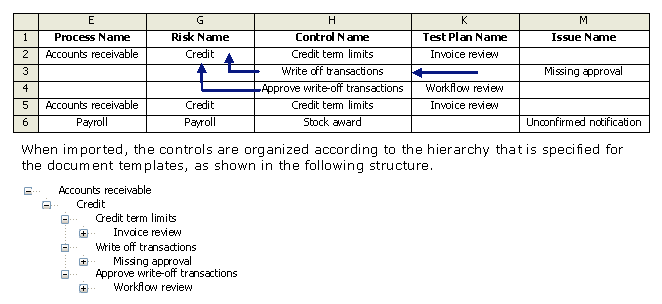 E G H K M
1 Process Name Risk Name Control Name Test Plan Name Issue Name
2 Accounts receivable Credit Credit term limits Invoice review
3 Write off transactions Missing approval
4 Approve write-off transactions Workflow review
5 Accounts receivable Credit Credit term limits Invoice review
6 Payroll Payroll Stock award Unconfirmed notification
When imported, the controls are organized according to the hierarchy that is specified for
the document templates, as shown in the following structure.
Accounts receivable
Credit
Credit term limits
Invoice review
Write off transactions
Missing approval
Approve write-off transactions
Workflow review